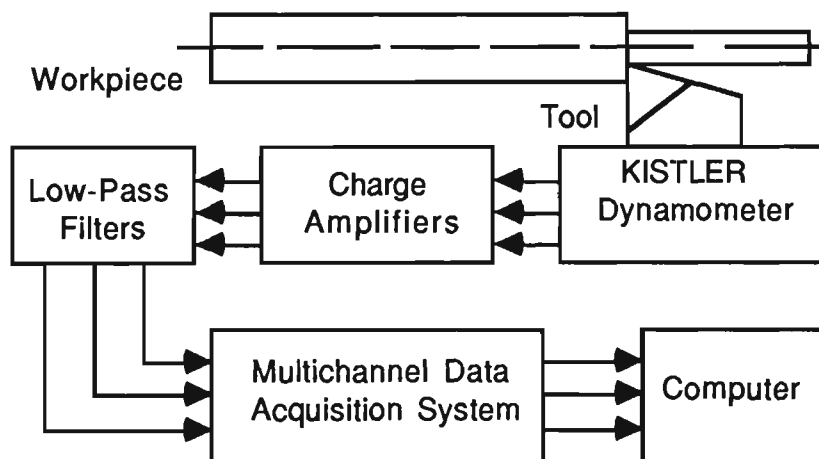 Workpiece
Tool
Low-Pass
Filters
Charge
Amplifiers
KISTLER
Dynamometer
Multichannel Data
Acquisition System
Computer